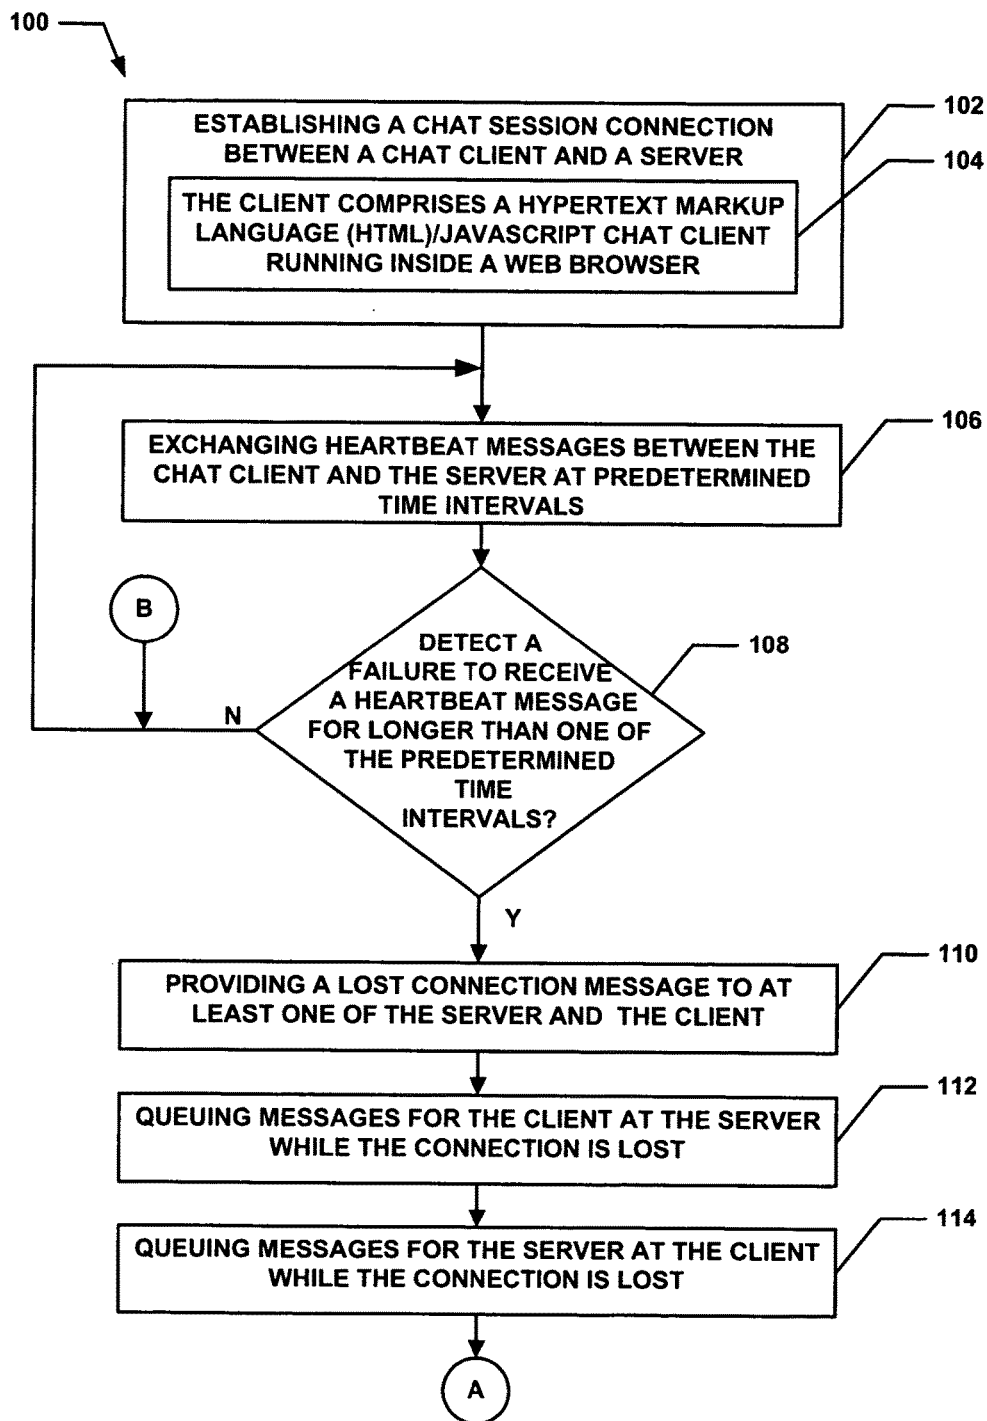 100
102
ESTABLISHING A CHAT SESSION CONNECTION
BETWEEN A CHAT CLIENT AND A SERVER
104
THE CLIENT COMPRISES A HYPERTEXT MARKUP
LANGUAGE (HTML)/JAVASCRIPT CHAT CLIENT
RUNNING INSIDE A WEB BROWSER
106
EXCHANGING HEARTBEAT MESSAGES BETWEEN THE
CHAT CLIENT AND THE SERVER AT PREDETERMINED
TIME INTERVALS
B
108
DETECT A
FAILURE TO RECEIVE
A HEARTBEAT MESSAGE
FOR LONGER THAN ONE OF
THE PREDETERMINED
TIME
INTERVALS?
N
Y
110
PROVIDING A LOST CONNECTION MESSAGE TO AT
LEAST ONE OF THE SERVER AND THE CLIENT
112
QUEUING MESSAGES FOR THE CLIENT AT THE SERVER
WHILE THE CONNECTION IS LOST
114
QUEUING MESSAGES FOR THE SERVER AT THE CLIENT
WHILE THE CONNECTION IS LOST
A